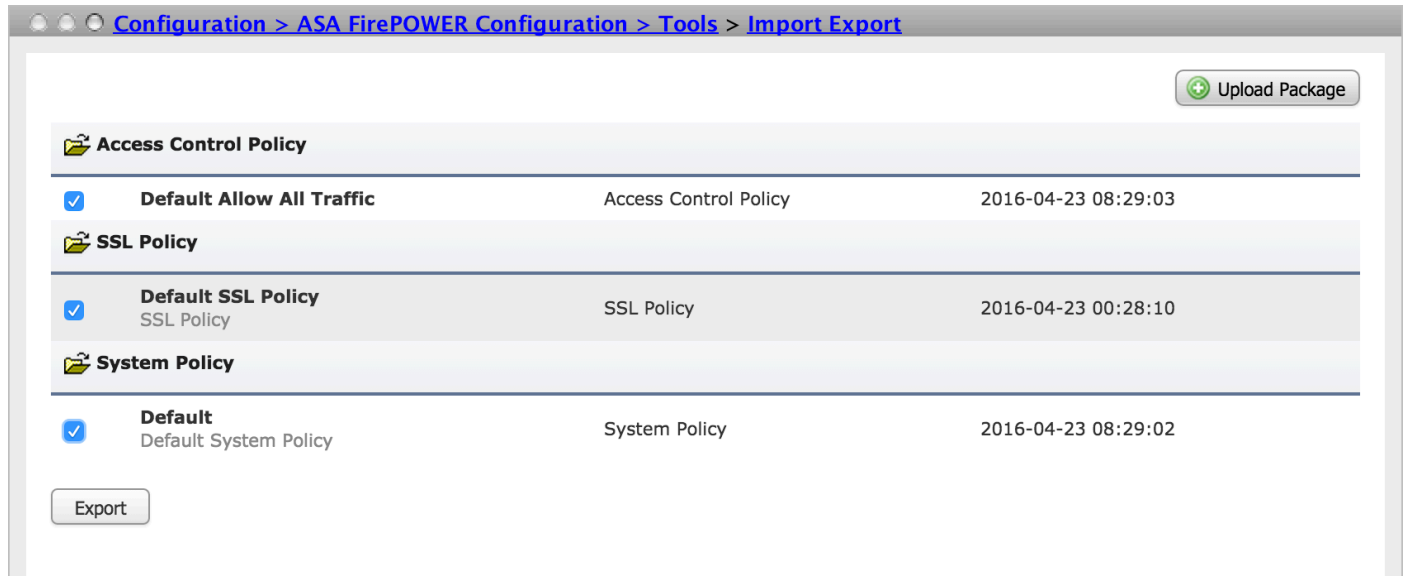 Configuration > ASA FirePOWER Configuration > Tools > Import Export
Upload Package
Access Control Policy
Default Allow All Traffic Access Control Policy 2016-04-23 08:29:03
SSL Policy
Default SSL Policy
SSL Policy SSL Policy 2016-04-23 00:28:10
System Policy
Default
Default System Policy System Policy 2016-04-23 08:29:02
Export